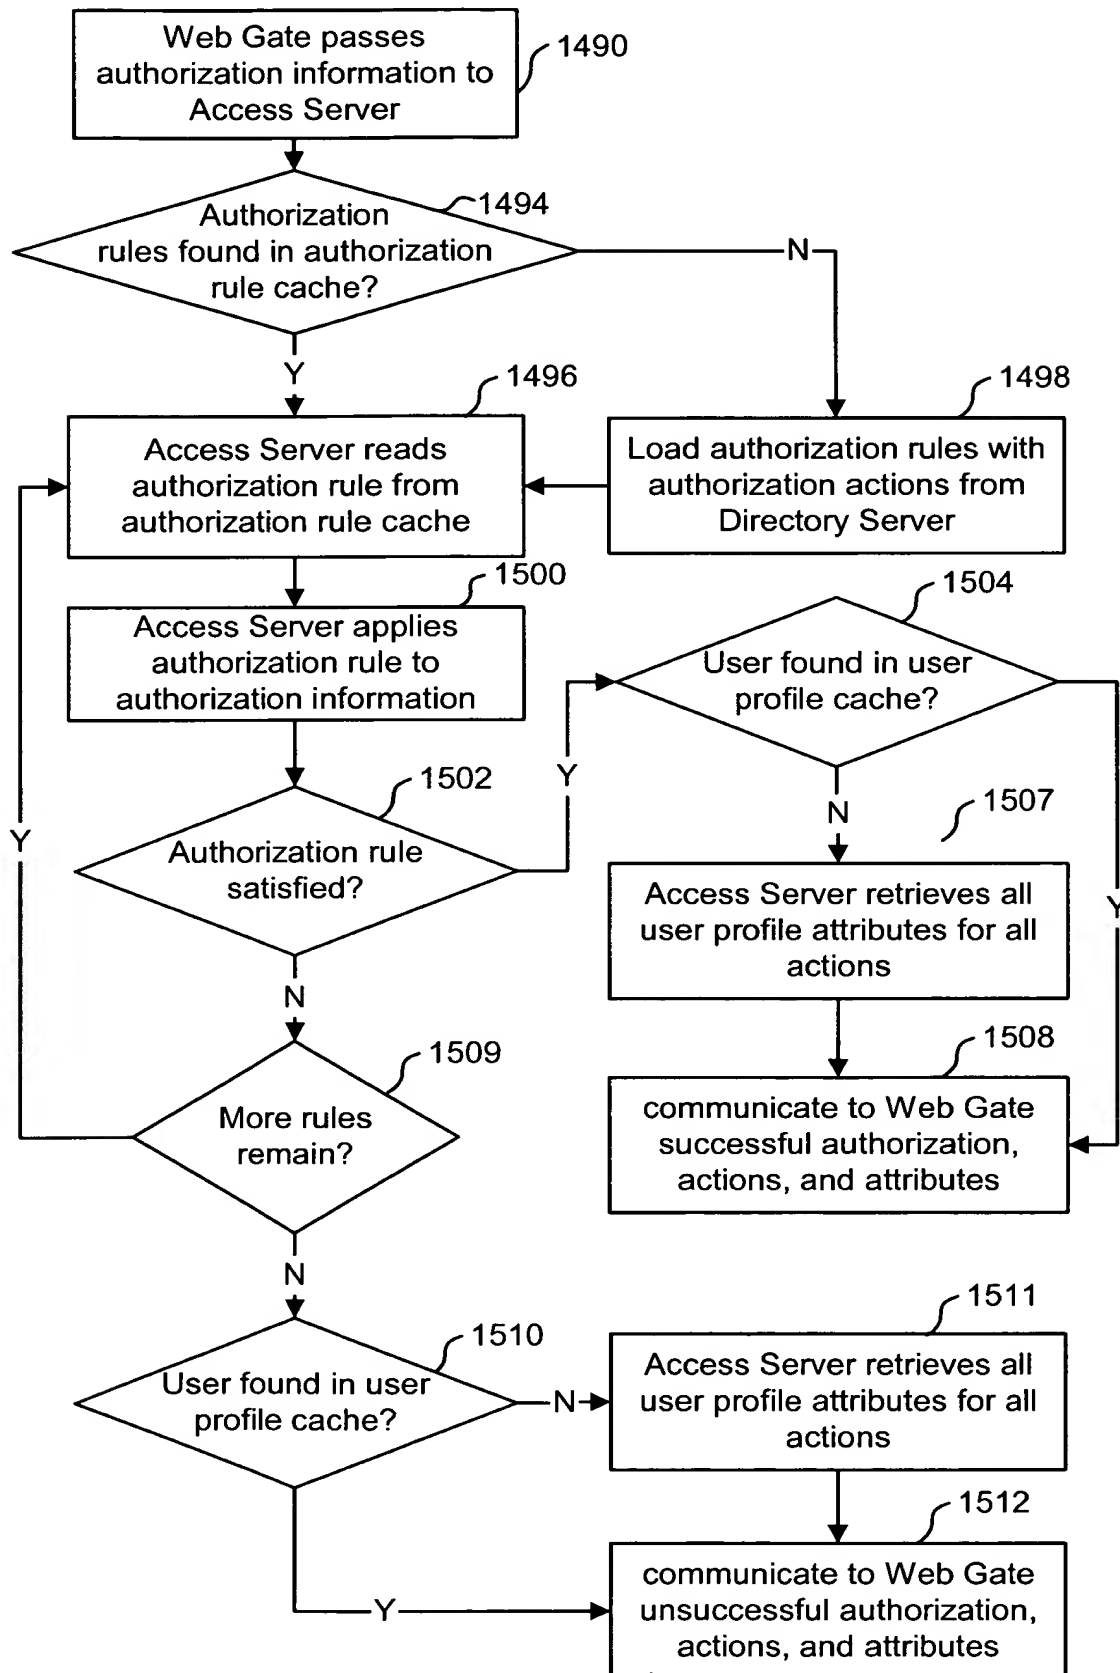 Web Gate passes
authorization information to
Access Server
1490
1494
Authorization
rules found in authorization
rule cache?
N
Y
1496
1498
Access Server reads
authorization rule from
authorization rule cache
Load authorization rules with
authorization actions from
Directory Server
1500
Access Server applies
authorization rule to
authorization information
1504
User found in user
profile cache?
Y
N
Y
1502
Authorization rule
satisfied?
Y
N
1507
Access Server retrieves all
user profile attributes for all
actions
1508
communicate to Web Gate
successful authorization,
actions, and attributes
1509
More rules
remain?
N
1510
User found in user
profile cache?
N
Y
1511
Access Server retrieves all
user profile attributes for all
actions
1512
communicate to Web Gate
unsuccessful authorization,
actions, and attributes